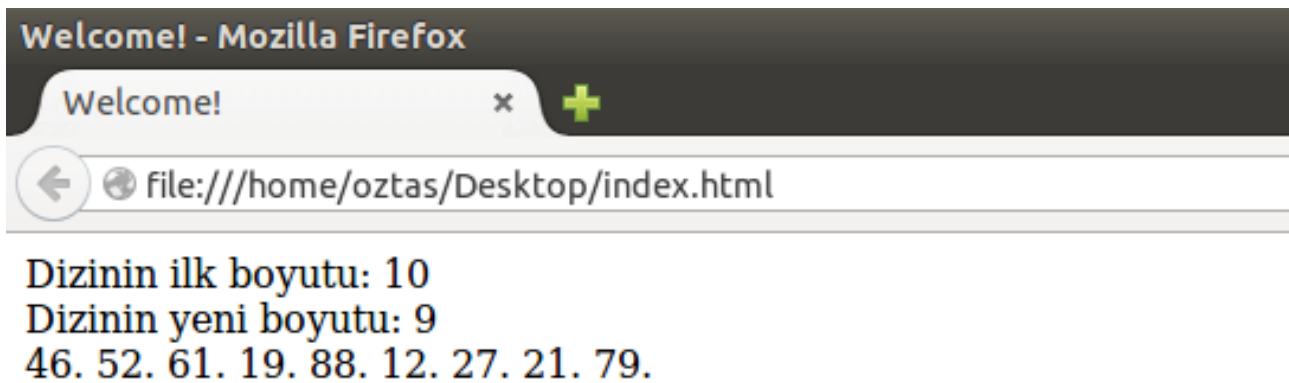 Welcome! - Mozilla Firefox
Welcome!
file:///home/oztas/Desktop/index.html
Dizinin ilk boyutu: 10
Dizinin yeni boyutu: 9
46. 52. 61. 19. 88. 12. 27. 21. 79.